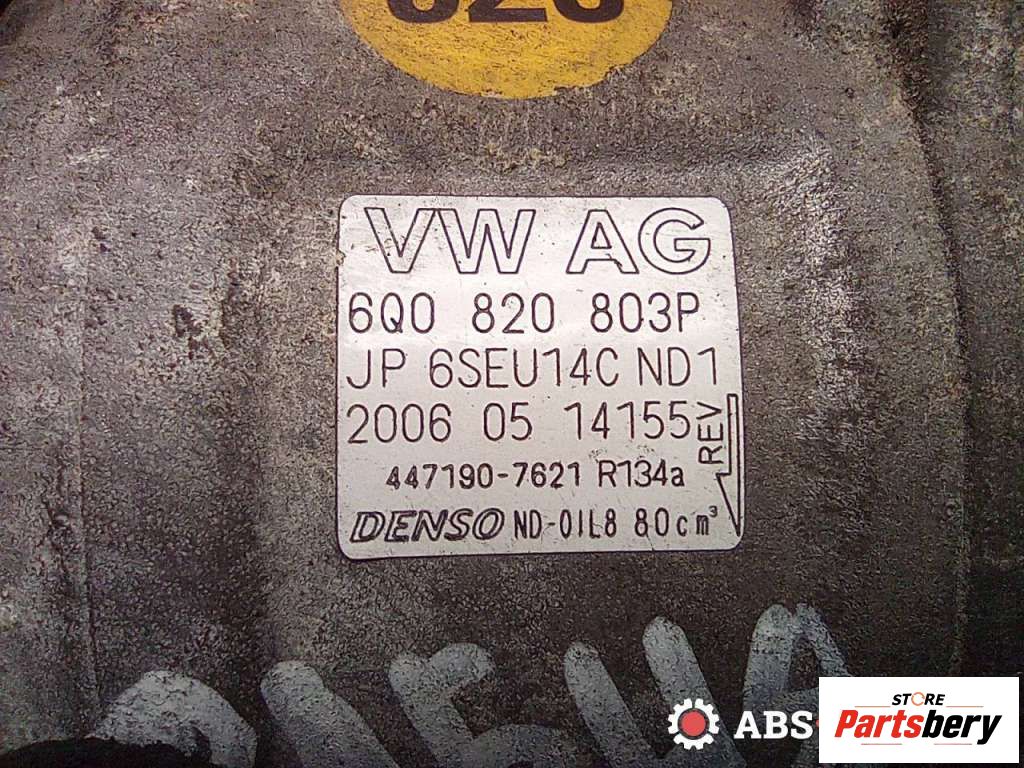 VW AG
6Q0 820 803P
JP 6SEU14C ND1
2006 05 14155
REV
447190-7621 R134a
DENSO ND-OIL8 80cm³
ABS
STORE
Partsbery